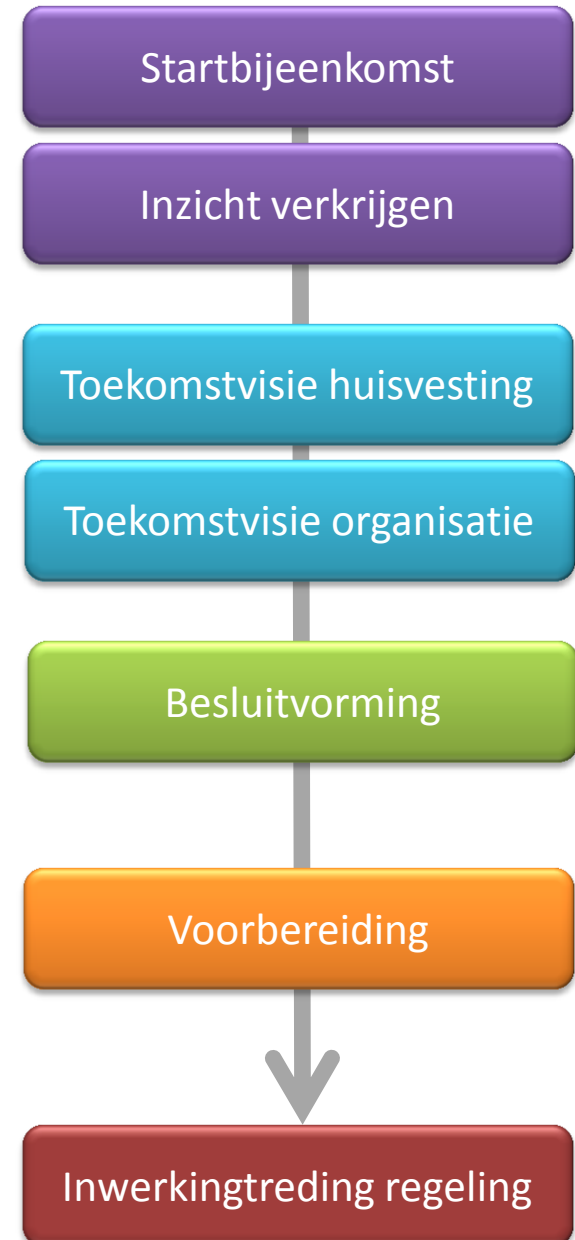 Startbijeenkomst
Inzicht verkrijgen
Toekomstvisie huisvesting
Toekomstvisie organisatie
Besluitvorming
Voorbereiding
Inwerkingtreding regeling